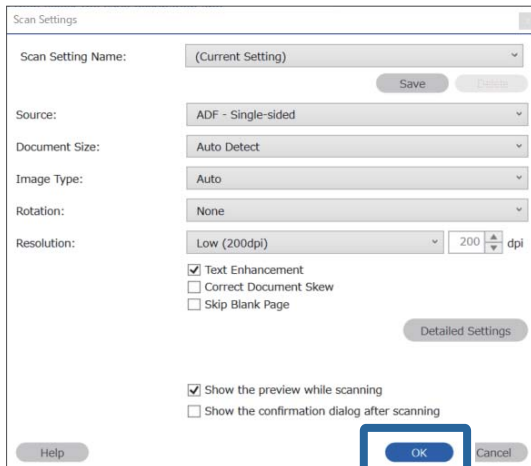 Scan Settings
Scan Setting Name: (Current Setting)
Save Delete
Source: ADF - Single-sided
Document Size: Auto Detect
Image Type: Auto
Rotation: None
Resolution: Low (200dpi) 200 dpi
Text Enhancement
Correct Document Skew
Skip Blank Page
Detailed Settings
Show the preview while scanning
Show the confirmation dialog after scanning
Help OK Cancel